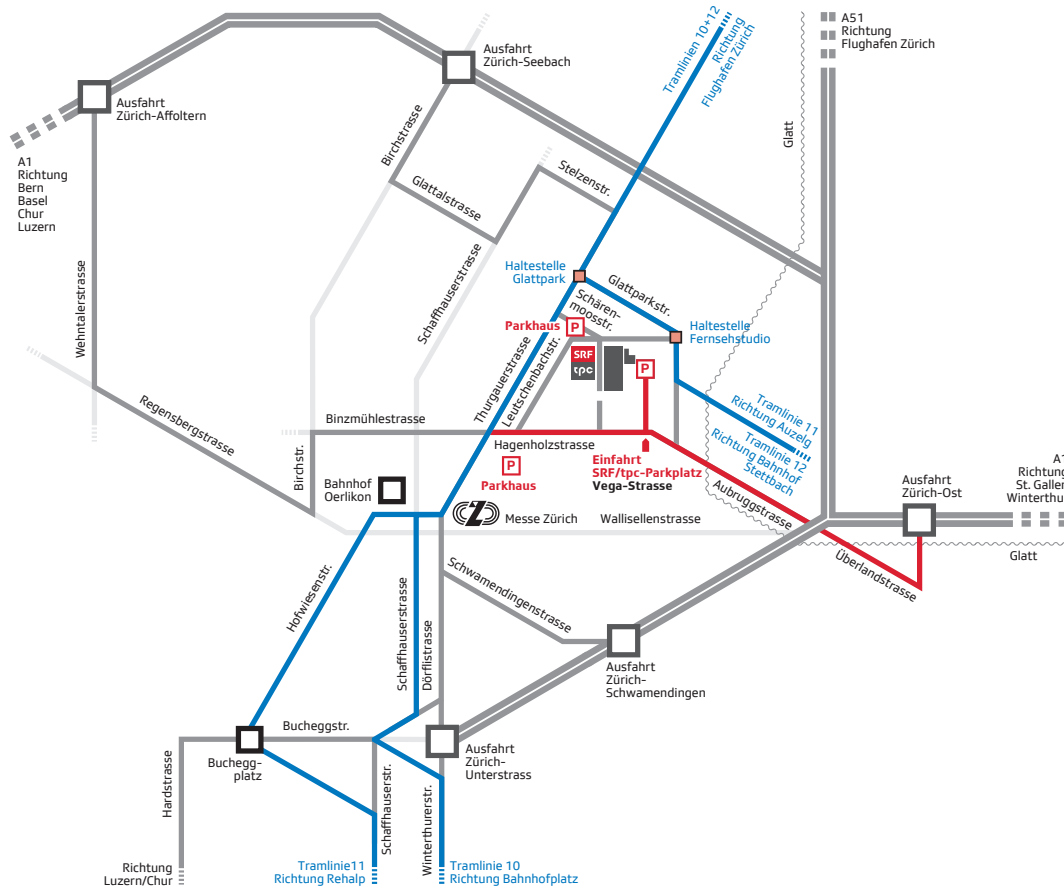 Tramlinien 10+12
Richtung
Flughafen Zürich
A51
Richtung
Flughafen Zürich
Ausfahrt
Zürich-Seebach
Ausfahrt
Zürich-Affoltern
A1
Richtung
Bern
Basel
Chur
Luzern
Birchstrasse
Glattalstrasse
Stelzenstr.
Glatt
Wehntalerstrasse
Schaffhauserstrasse
Haltestelle
Glattpark
Glattparkstr.
Schären-
moosstr.
Haltestelle
Fernsehstudio
Parkhaus
P
SRF
tpc
P
Thurgauerstrasse
Leutschenbachstr.
Regensbergstrasse
Binzmühlestrasse
Hagenholzstrasse
Tramlinie 11
Richtung Auzelg
Tramlinie 12
Richtung Bahnhof
Stettbach
Birchstr.
Bahnhof
Oerlikon
P
Parkhaus
Einfahrt
SRF/tpc-Parkplatz
Vega-Strasse
Aubruggstrasse
Ausfahrt
Zürich-Ost
Richtung
St. Galler
Winterthu
Messe Zürich
Wallisellenstrasse
Glatt
Überlandstrasse
Hofwiesenstr.
Schaffhauserstrasse
Dörflistrasse
Schwamendingenstrasse
Ausfahrt
Zürich-
Schwamendingen
Bucheggstr.
Buchegg-
platz
Ausfahrt
Zürich-
Unterstrass
Hardstrasse
Schaffhauserstr.
Winterthurerstr.
Richtung
Luzern/Chur
Tramlinie11
Richtung Rehalp
Tramlinie 10
Richtung Bahnhofplatz